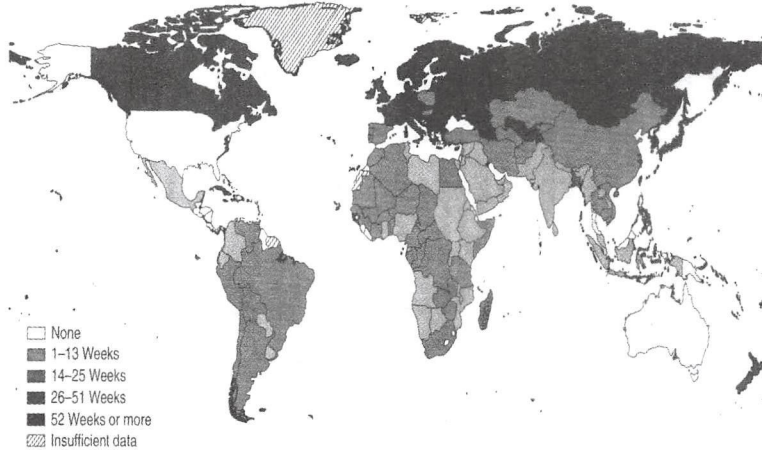 None
1–13 Weeks
14–25 Weeks
26–51 Weeks
52 Weeks or more
Insufficient data